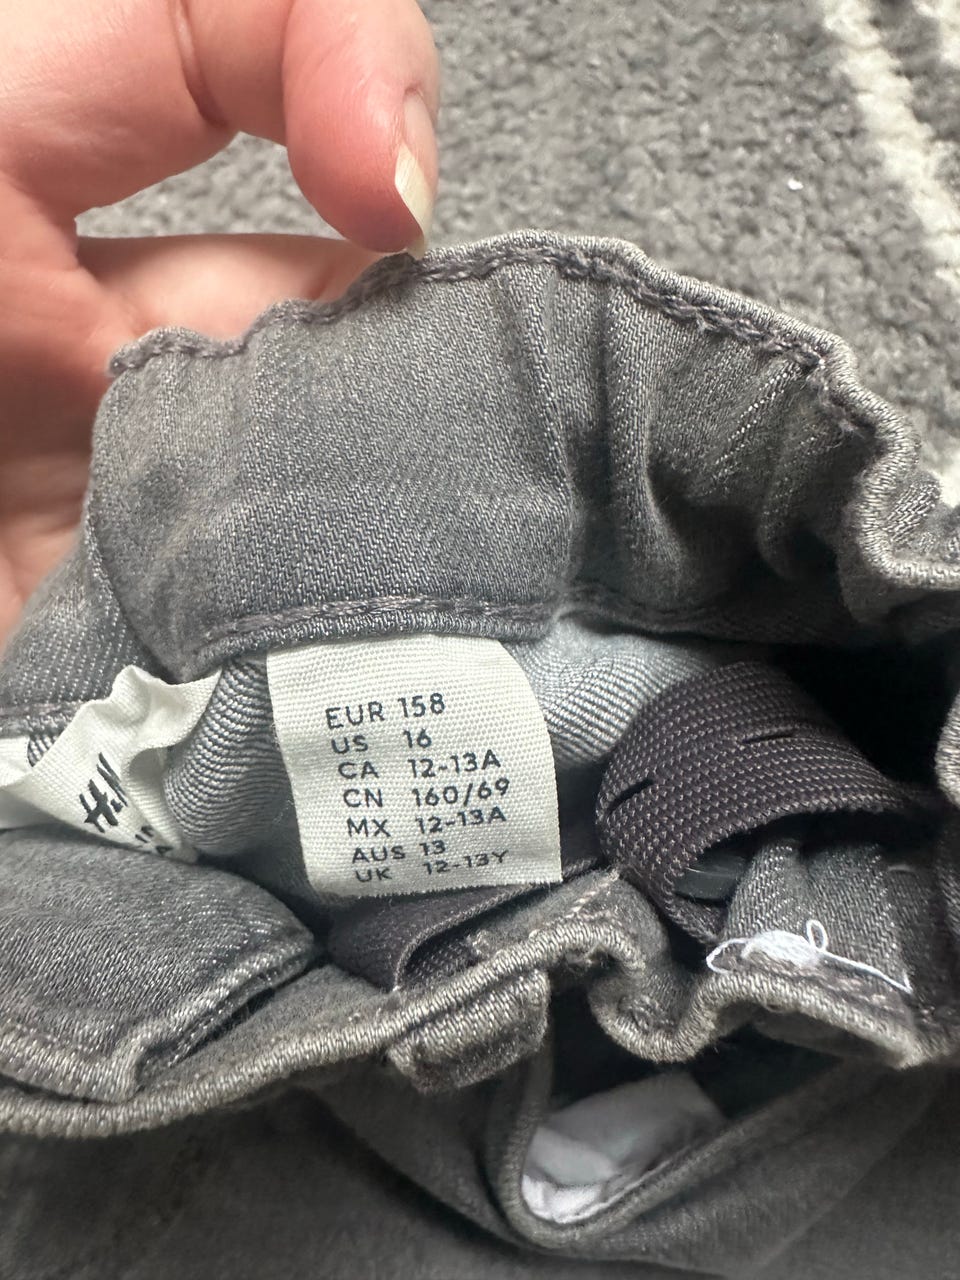 EUR 158
US 16
CA 12-13A
CN 160/69
MX 12-13A
AUS 13
UK 12-13Y
H&M